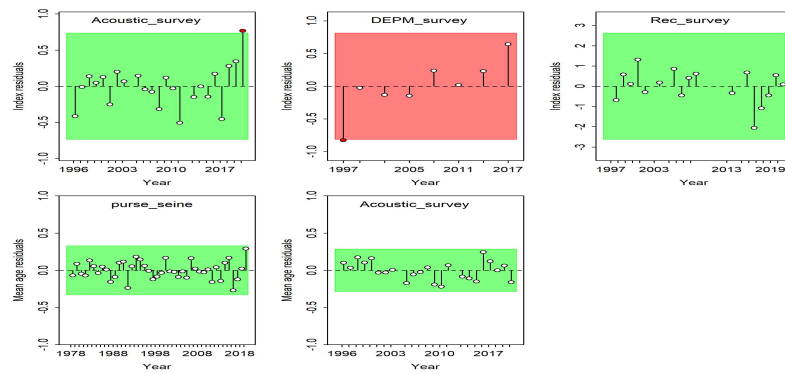 Acoustic_survey
Index residuals
1.0
0.5
0.0
-0.5
-1.0
1996 2003 2010 2017
Year
DEPM_survey
Index residuals
1.0
0.5
0.0
-0.5
-1.0
1997 2005 2011 2017
Year
Rec_survey
Index residuals
3
2
1
0
-1
-2
-3
1997 2003 2013 2019
Year
purse_seine
Mean age residuals
1.0
0.5
0.0
-0.5
-1.0
1978 1988 1998 2008 2018
Year
Acoustic_survey
Mean age residuals
1.0
0.5
0.0
-0.5
-1.0
1996 2003 2010 2017
Year